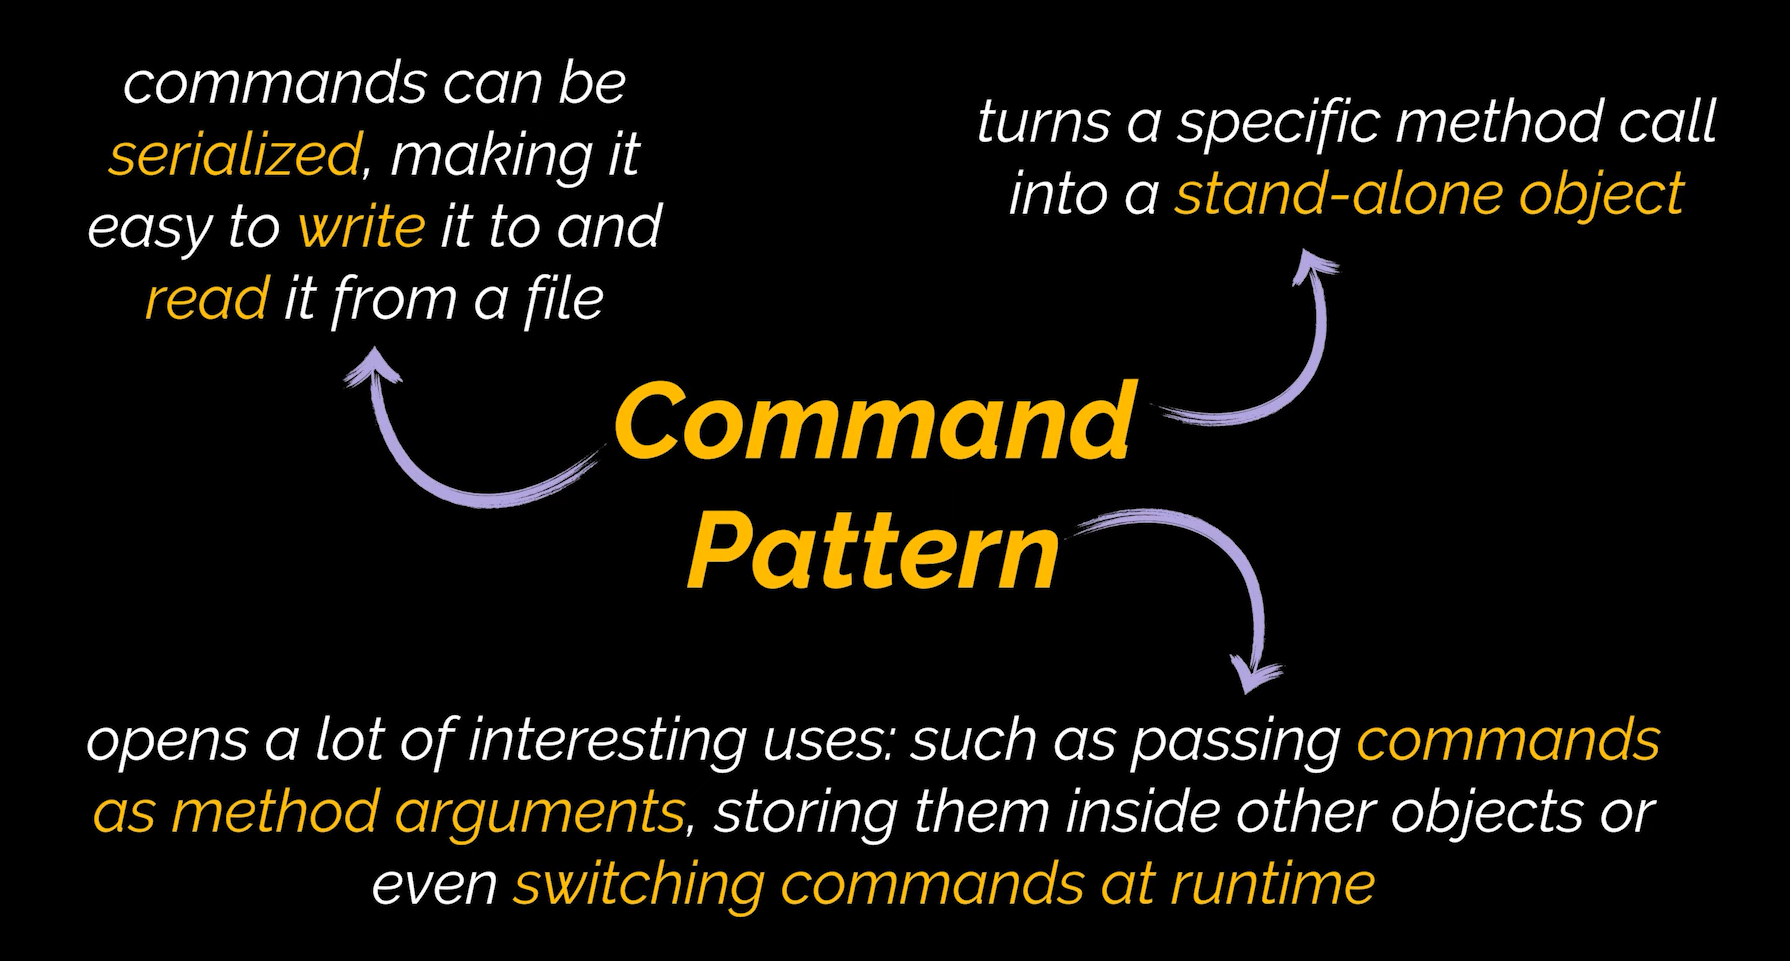 commands can be
serialized, making it
easy to write it to and
read it from a file
turns a specific method call
into a stand-alone object
Command
Pattern
opens a lot of interesting uses: such as passing commands
as method arguments, storing them inside other objects or
even switching commands at runtime